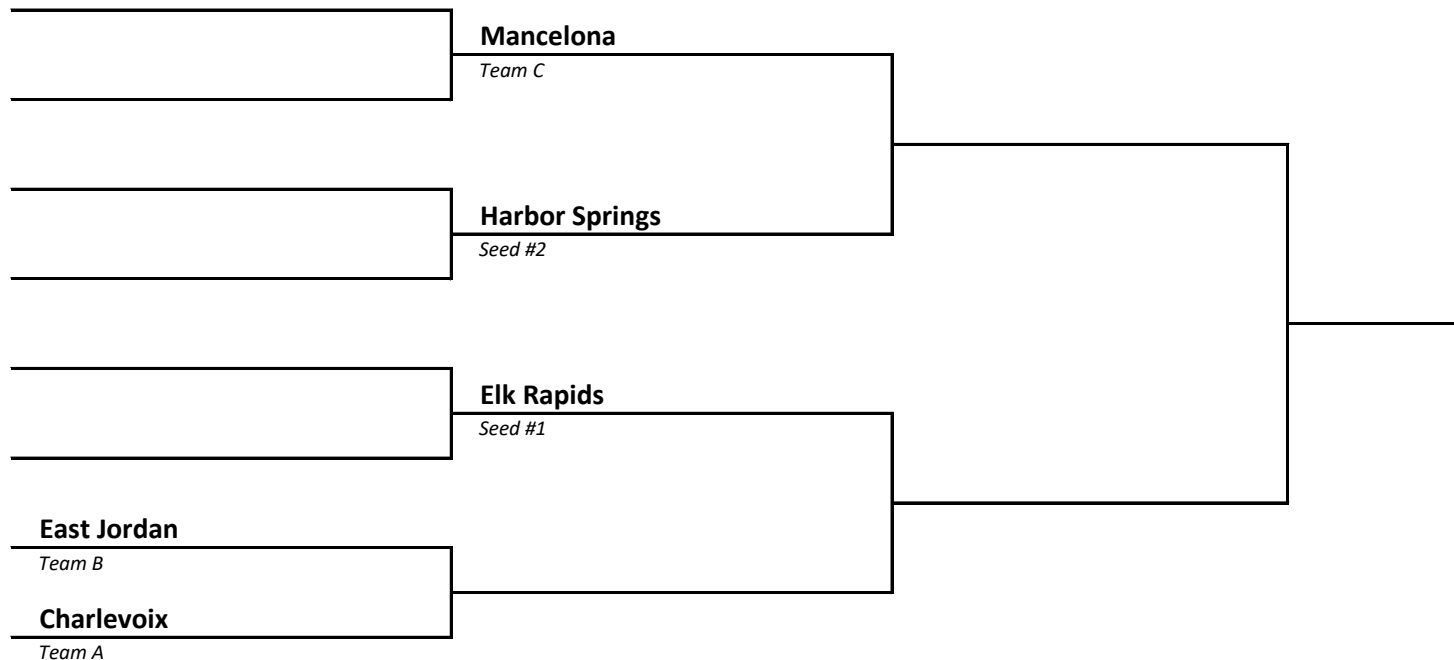 Mancelona
Team C
Harbor Springs
Seed #2
Elk Rapids
Seed #1
East Jordan
Team B
Charlevoix
Team A